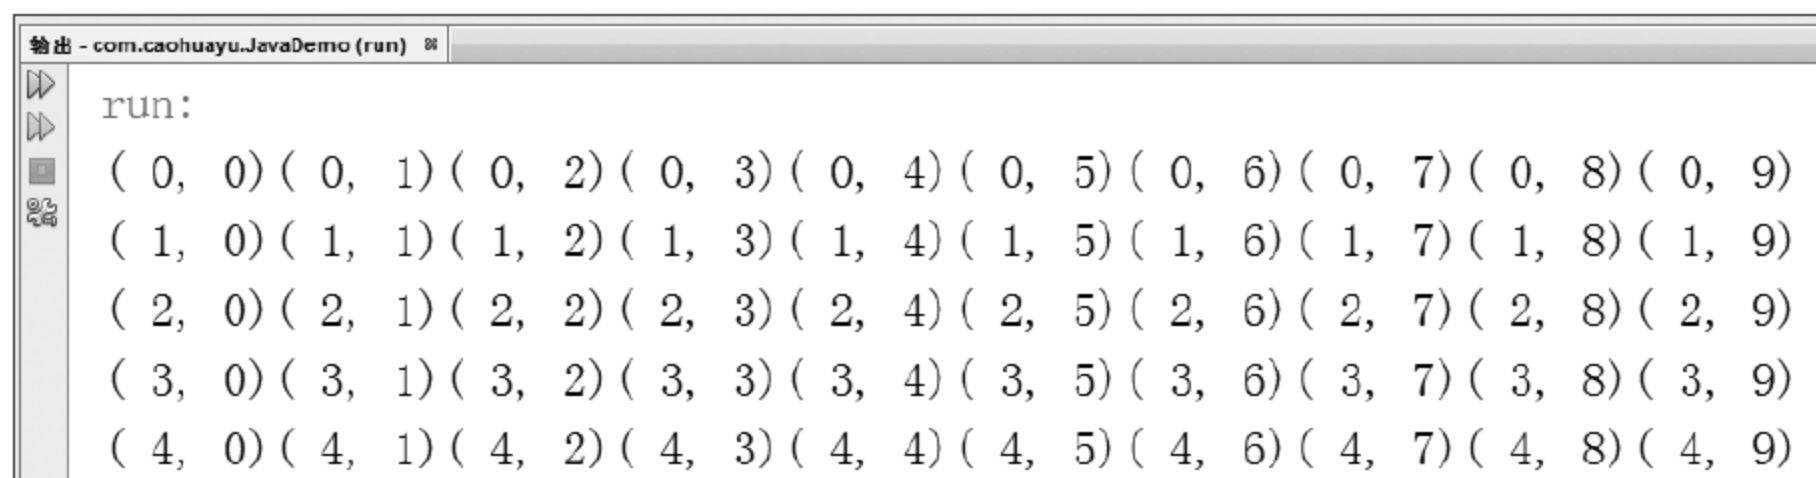 输出 - com.caohuayu.JavaDemo (run)
run:
( 0,  0)( 0,  1)( 0,  2)( 0,  3)( 0,  4)( 0,  5)( 0,  6)( 0,  7)( 0,  8)( 0,  9)
( 1,  0)( 1,  1)( 1,  2)( 1,  3)( 1,  4)( 1,  5)( 1,  6)( 1,  7)( 1,  8)( 1,  9)
( 2,  0)( 2,  1)( 2,  2)( 2,  3)( 2,  4)( 2,  5)( 2,  6)( 2,  7)( 2,  8)( 2,  9)
( 3,  0)( 3,  1)( 3,  2)( 3,  3)( 3,  4)( 3,  5)( 3,  6)( 3,  7)( 3,  8)( 3,  9)
( 4,  0)( 4,  1)( 4,  2)( 4,  3)( 4,  4)( 4,  5)( 4,  6)( 4,  7)( 4,  8)( 4,  9)